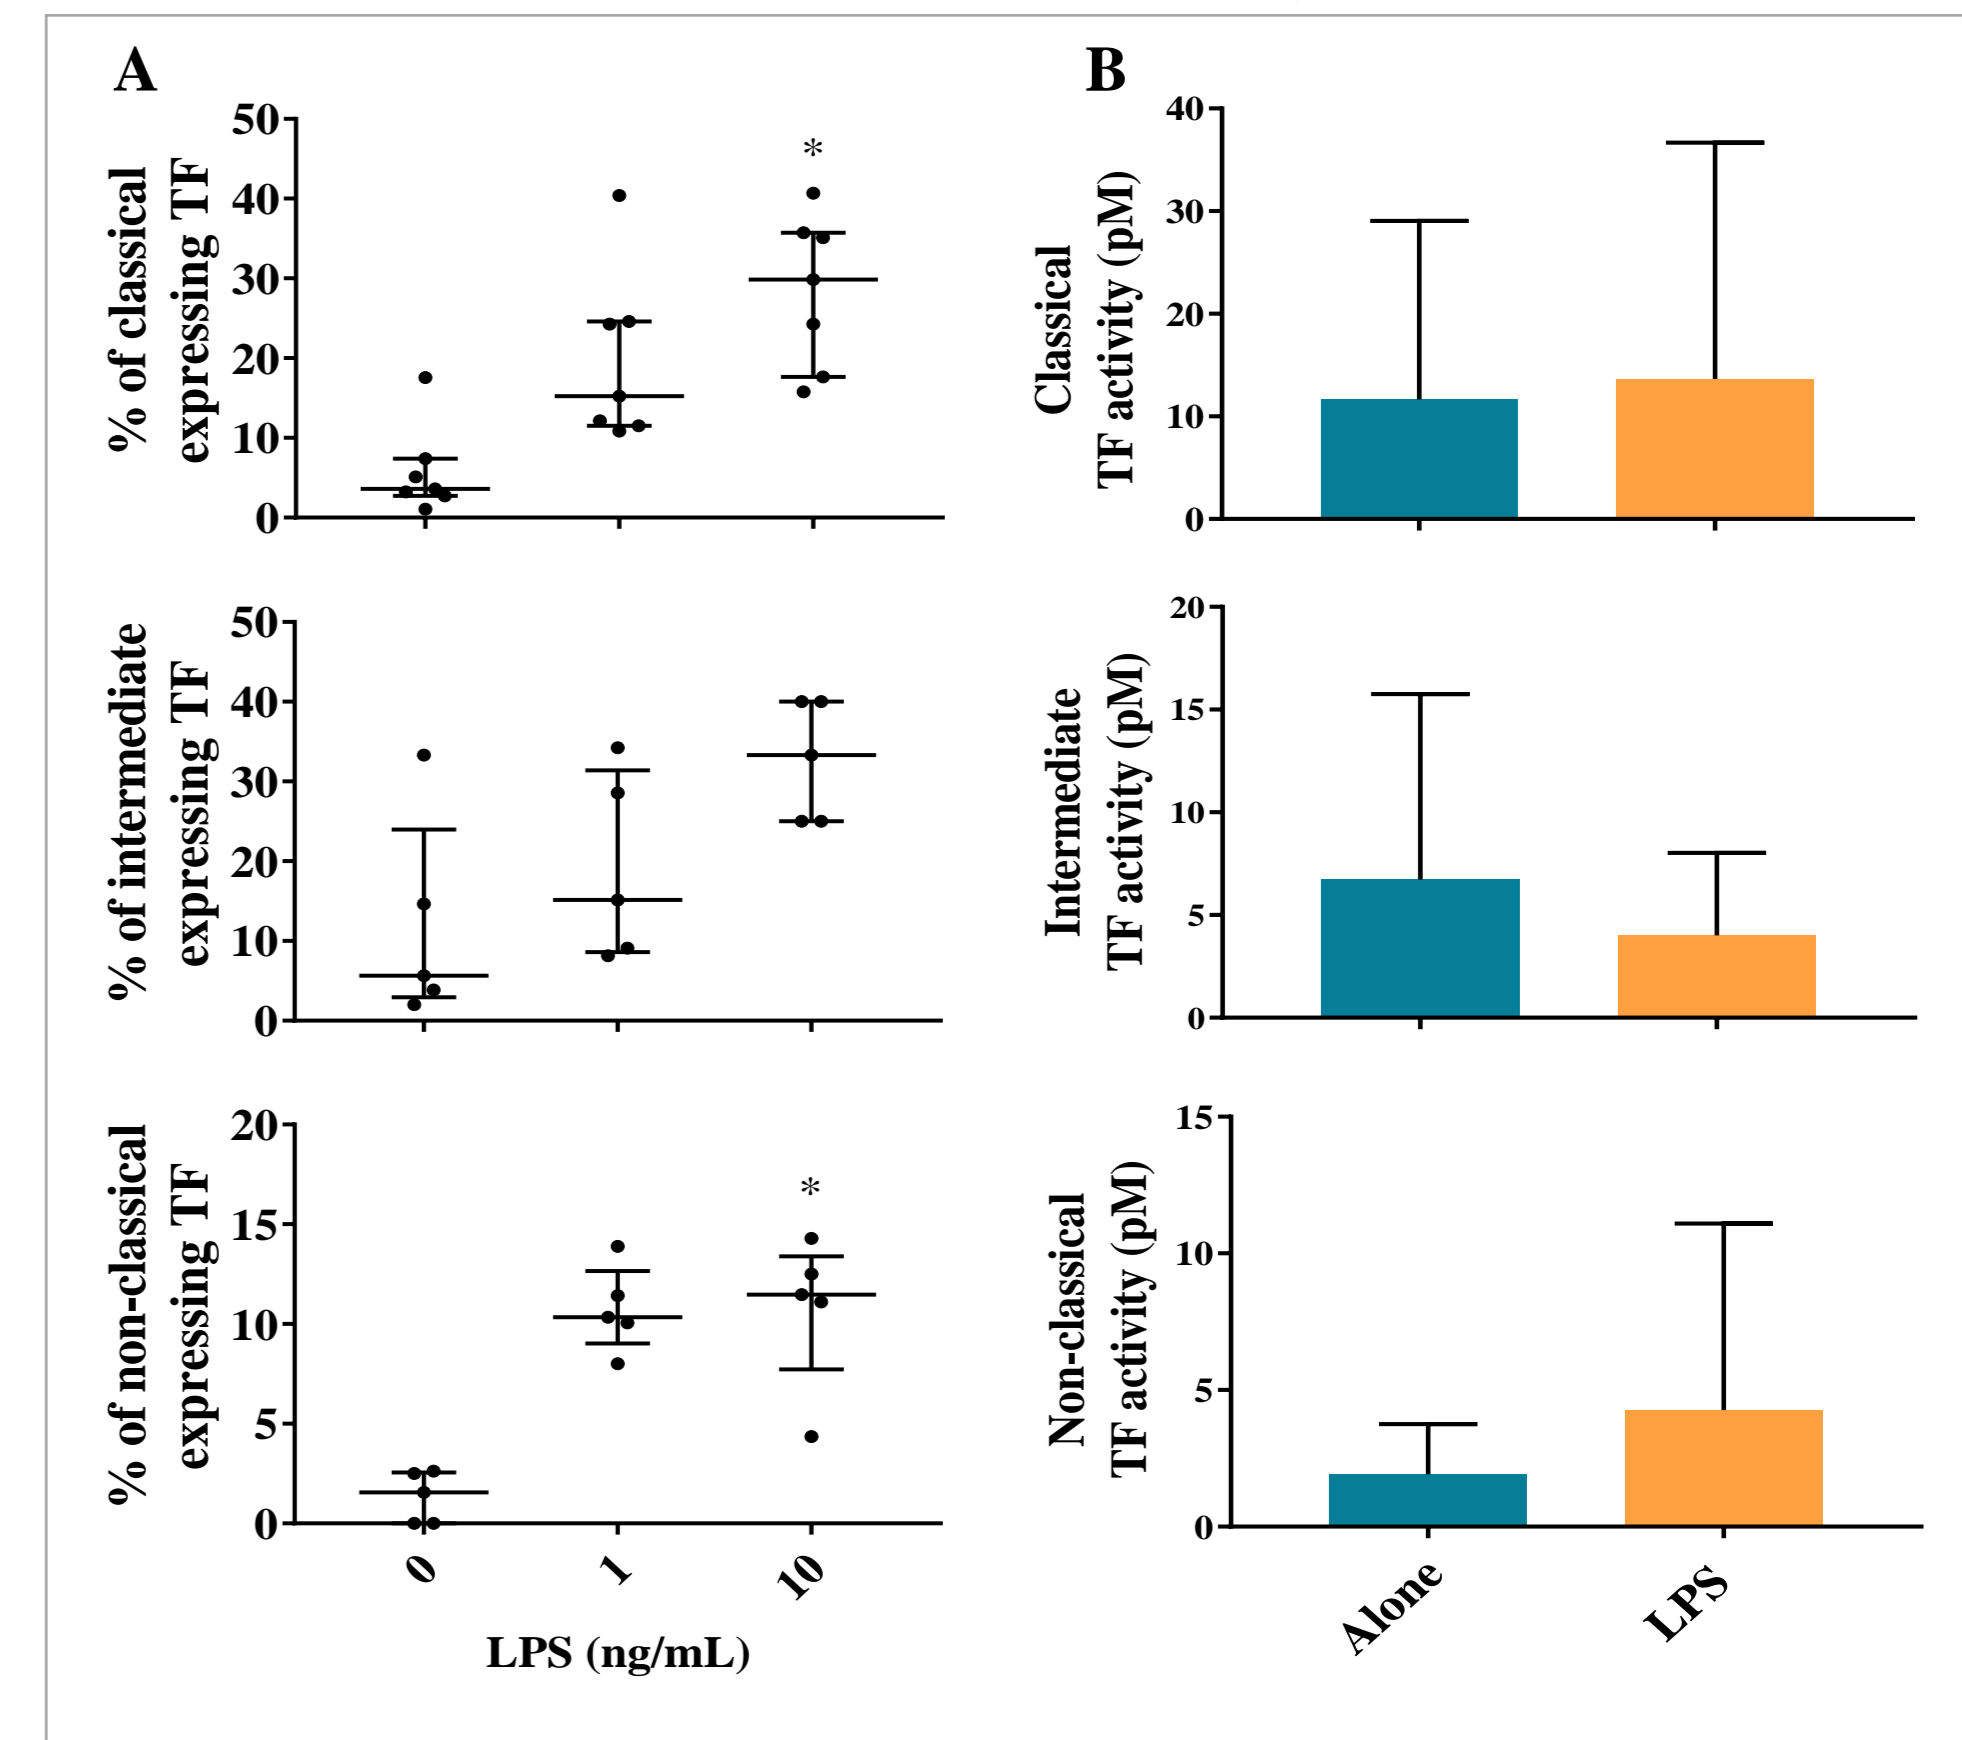 A
% of classical
expressing TF
50
40
30
20
10
0
*
% of intermediate
expressing TF
50
40
30
20
10
0
% of non-classical
expressing TF
20
15
10
5
0
*
0
1
10
LPS (ng/mL)
B
Classical
TF activity (pM)
40
30
20
10
0
Intermediate
TF activity (pM)
20
15
10
5
0
Non-classical
TF activity (pM)
15
10
5
0
Alone
LPS